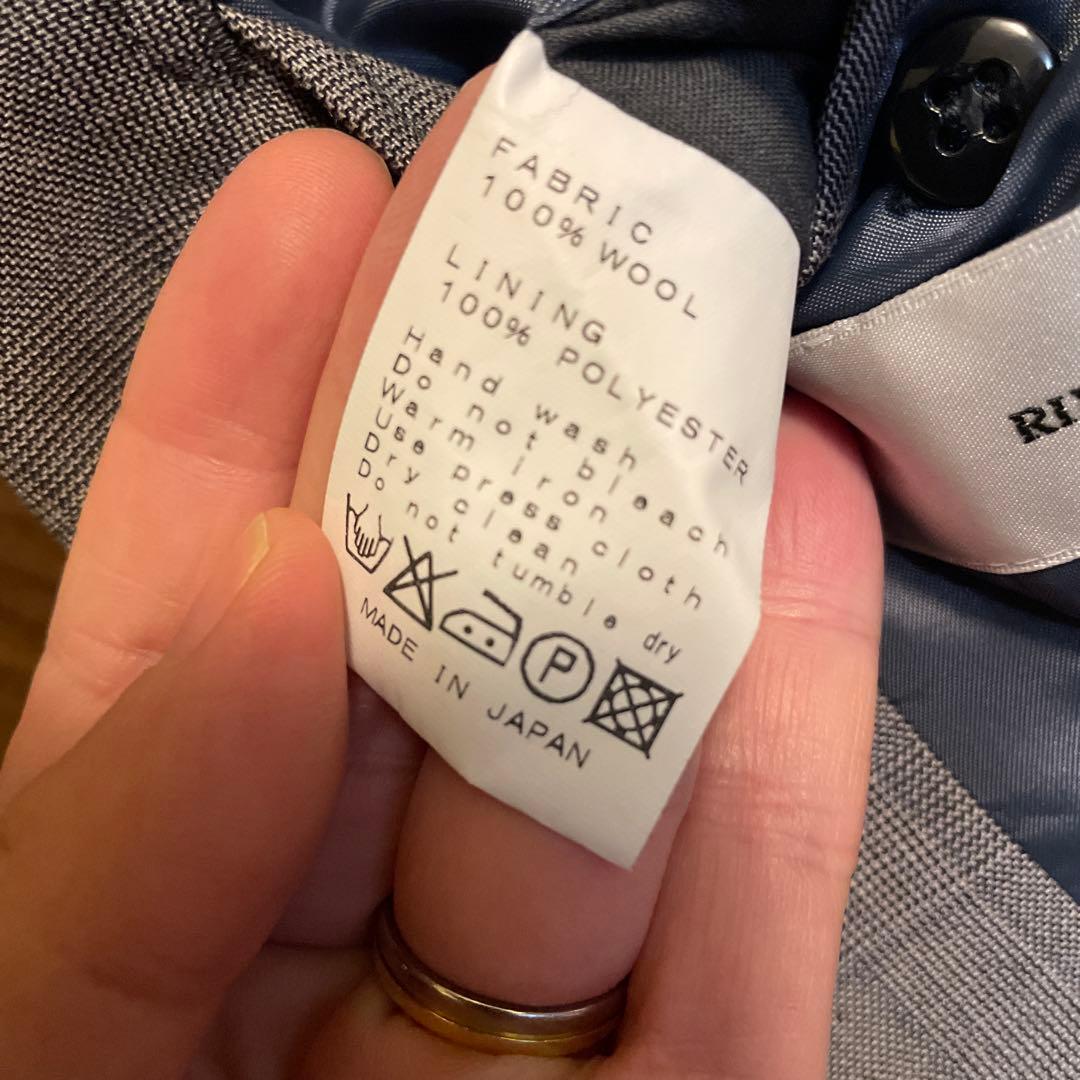 FABRIC
100% WOOL
LINING
100% POLYESTER
Hand wash
Do not bleach
Warm iron
Use press cloth
Dry clean
Do not tumble dry
P
MADE IN JAPAN